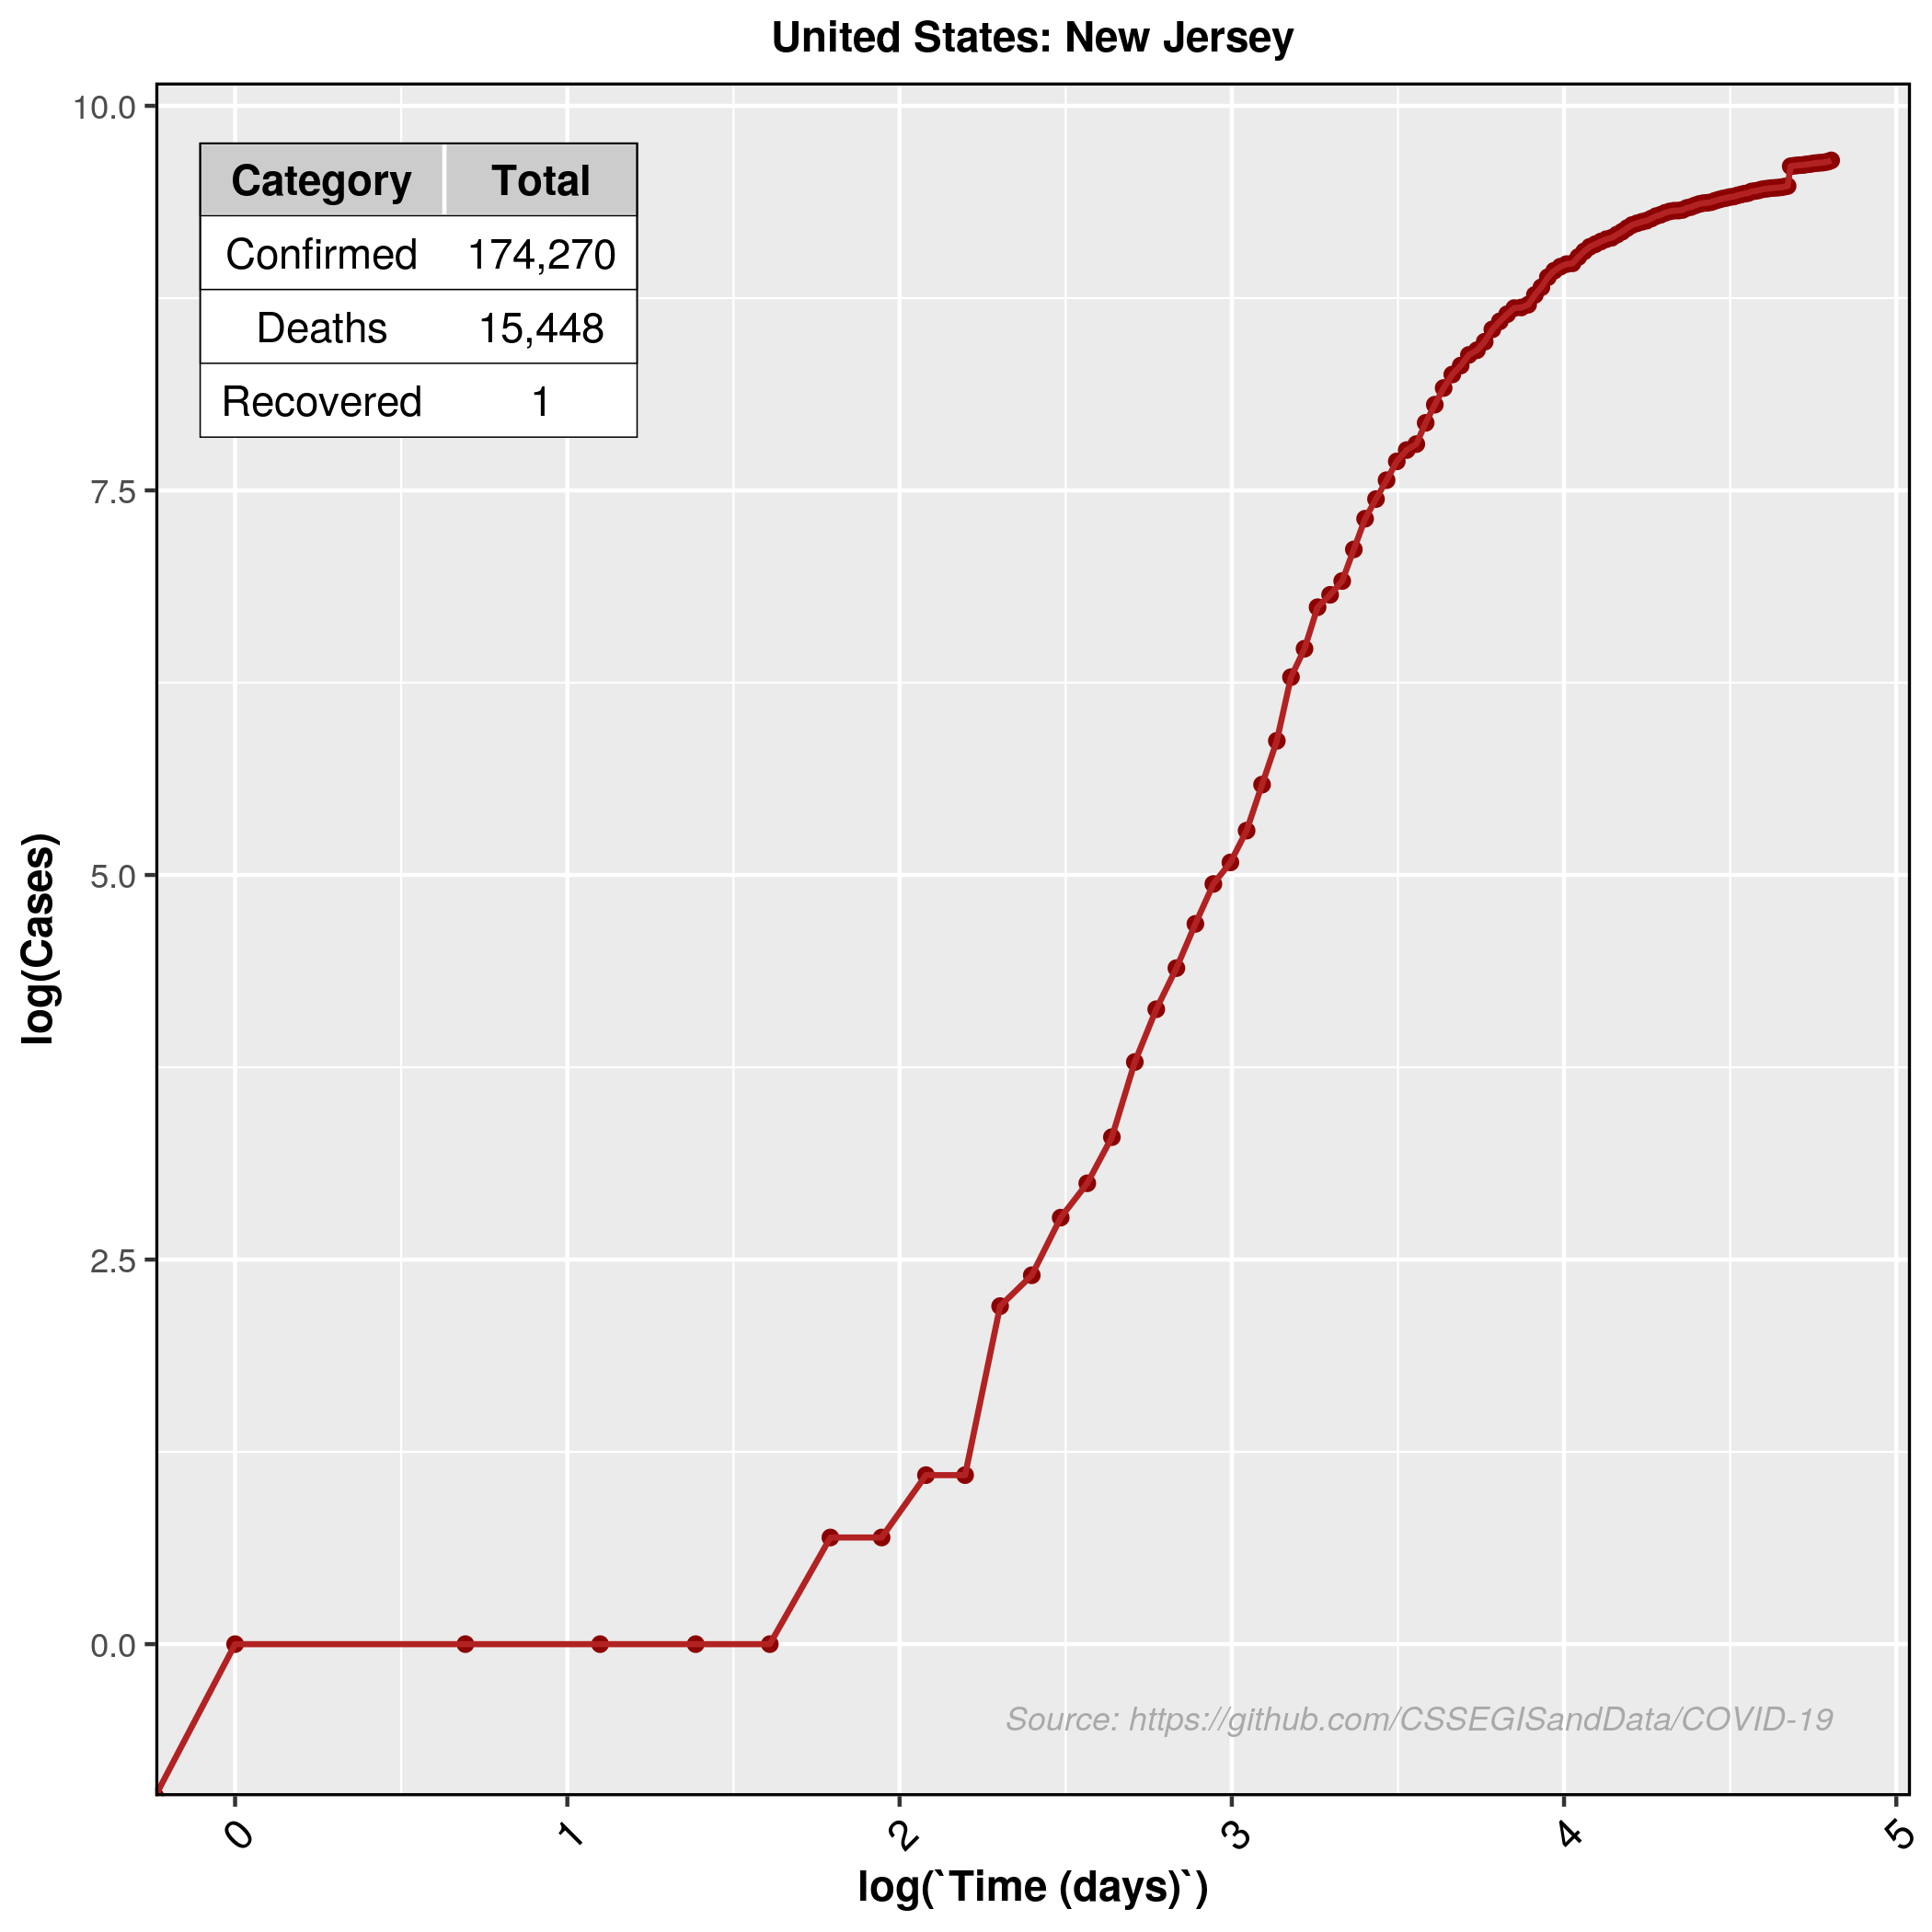 United States: New Jersey
10.0
7.5
5.0
2.5
0.0
log(Cases)
Category Total
Confirmed 174,270
Deaths 15,448
Recovered 1
Source: https://github.com/CSSEGISandData/COVID-19
0 1 2 3 4 5
log(`Time (days)`)